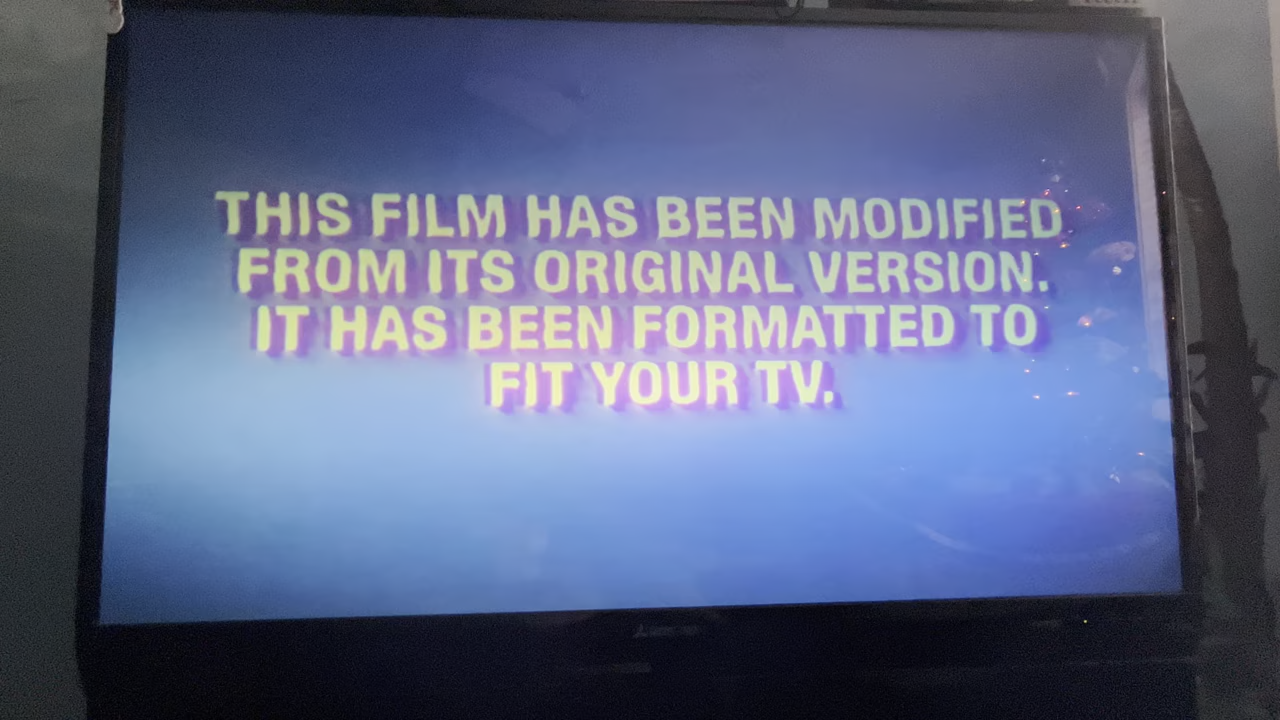 THIS FILM HAS BEEN MODIFIED
FROM ITS ORIGINAL VERSION.
IT HAS BEEN FORMATTED TO
FIT YOUR TV.